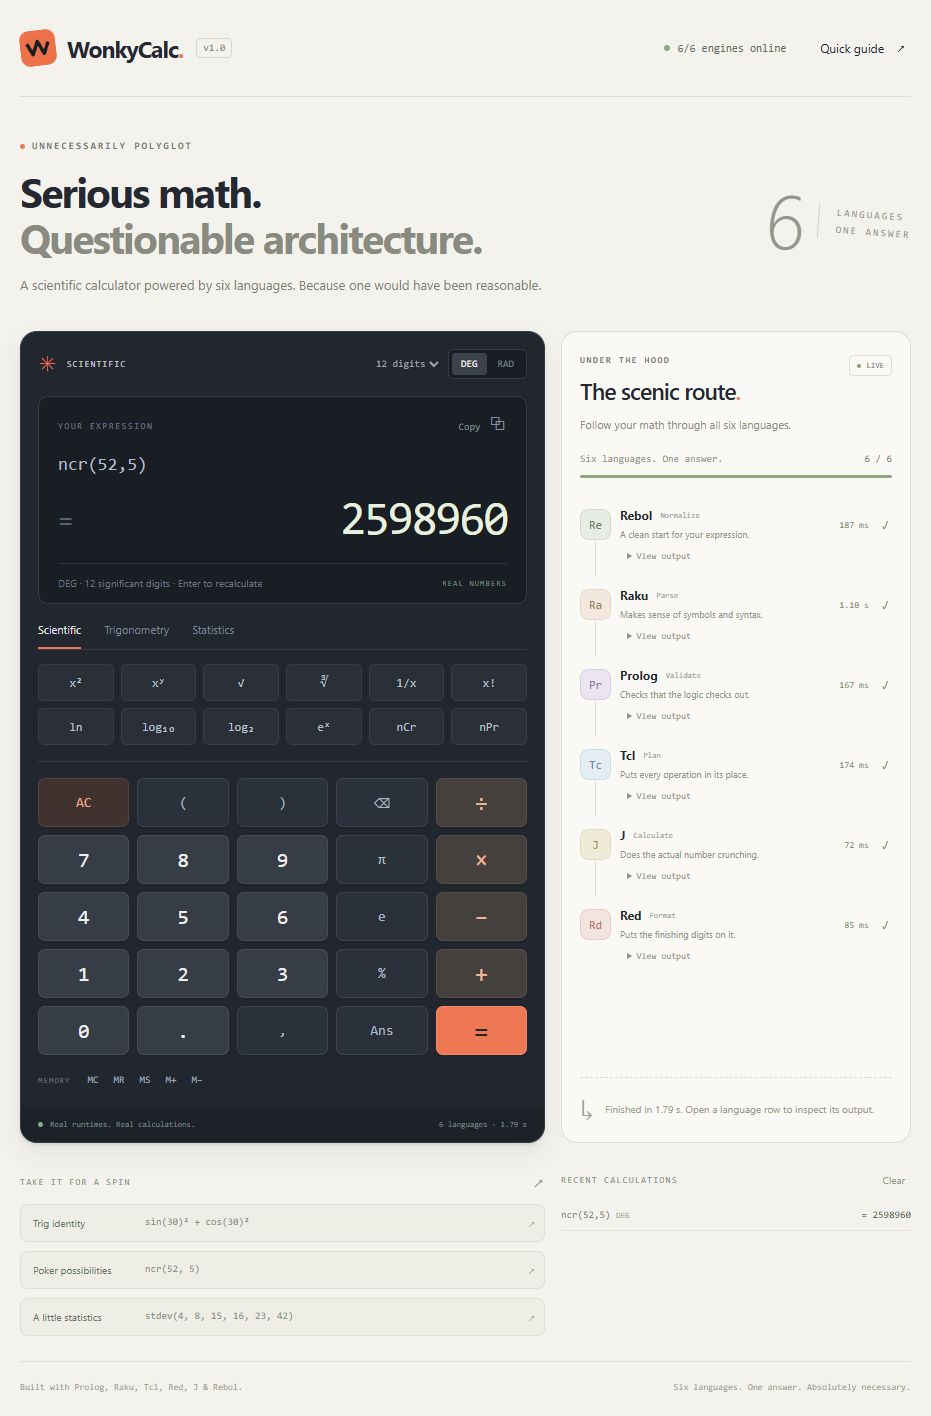 WonkyCalc.
v1.0
6/6 engines online
Quick guide ↗
UNNECESSARILY POLYGLOT
Serious math.
Questionable architecture.
A scientific calculator powered by six languages. Because one would have been reasonable.
6
LANGUAGES
ONE ANSWER
SCIENTIFIC
12 digits
DEG
RAD
YOUR EXPRESSION
Copy
ncr(52,5)
=
2598960
DEG · 12 significant digits · Enter to recalculate
REAL NUMBERS
Scientific
Trigonometry
Statistics
x²
xʸ
√
∛
1/x
x!
ln
log₁₀
log₂
eˣ
nCr
nPr
AC
(
)
⌫
÷
7
8
9
π
×
4
5
6
e
−
1
2
3
%
+
0
.
,
Ans
=
MEMORY
MC
MR
MS
M+
M−
Real runtimes. Real calculations.
6 languages · 1.79 s
UNDER THE HOOD
LIVE
The scenic route.
Follow your math through all six languages.
Six languages. One answer.
6 / 6
Re
Rebol Normalize
187 ms ✓
A clean start for your expression.
▶ View output
Ra
Raku Parse
1.10 s ✓
Makes sense of symbols and syntax.
▶ View output
Pr
Prolog Validate
167 ms ✓
Checks that the logic checks out.
▶ View output
Tc
Tcl Plan
174 ms ✓
Puts every operation in its place.
▶ View output
J
J Calculate
72 ms ✓
Does the actual number crunching.
▶ View output
Rd
Red Format
85 ms ✓
Puts the finishing digits on it.
▶ View output
↳ Finished in 1.79 s. Open a language row to inspect its output.
TAKE IT FOR A SPIN ↗
Trig identity sin(30)² + cos(30)² ↗
Poker possibilities ncr(52, 5) ↗
A little statistics stdev(4, 8, 15, 16, 23, 42) ↗
RECENT CALCULATIONS
Clear
ncr(52,5) DEG = 2598960
Built with Prolog, Raku, Tcl, Red, J & Rebol.
Six languages. One answer. Absolutely necessary.